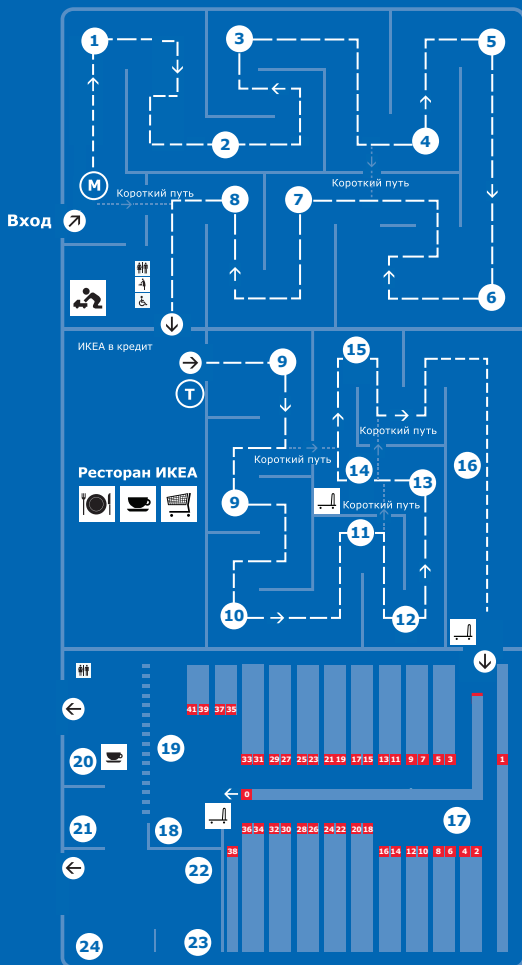 1
3
5
2
4
М
Короткий путь
Короткий путь
8
7
Вход
6
ИКЕА в кредит
15
9
Т
Короткий путь
Ресторан ИКЕА
Короткий путь
14
16
13
9
Короткий путь
11
10
12
41 39 37 35
19
20
33 31 29 27 25 23 21 19 17 15 13 11 9 7 5 3 1
0
21
18
17
36 34 32 30 28 26 24 22 20 18
38
16 14 12 10 8 6 4 2
22
24
23